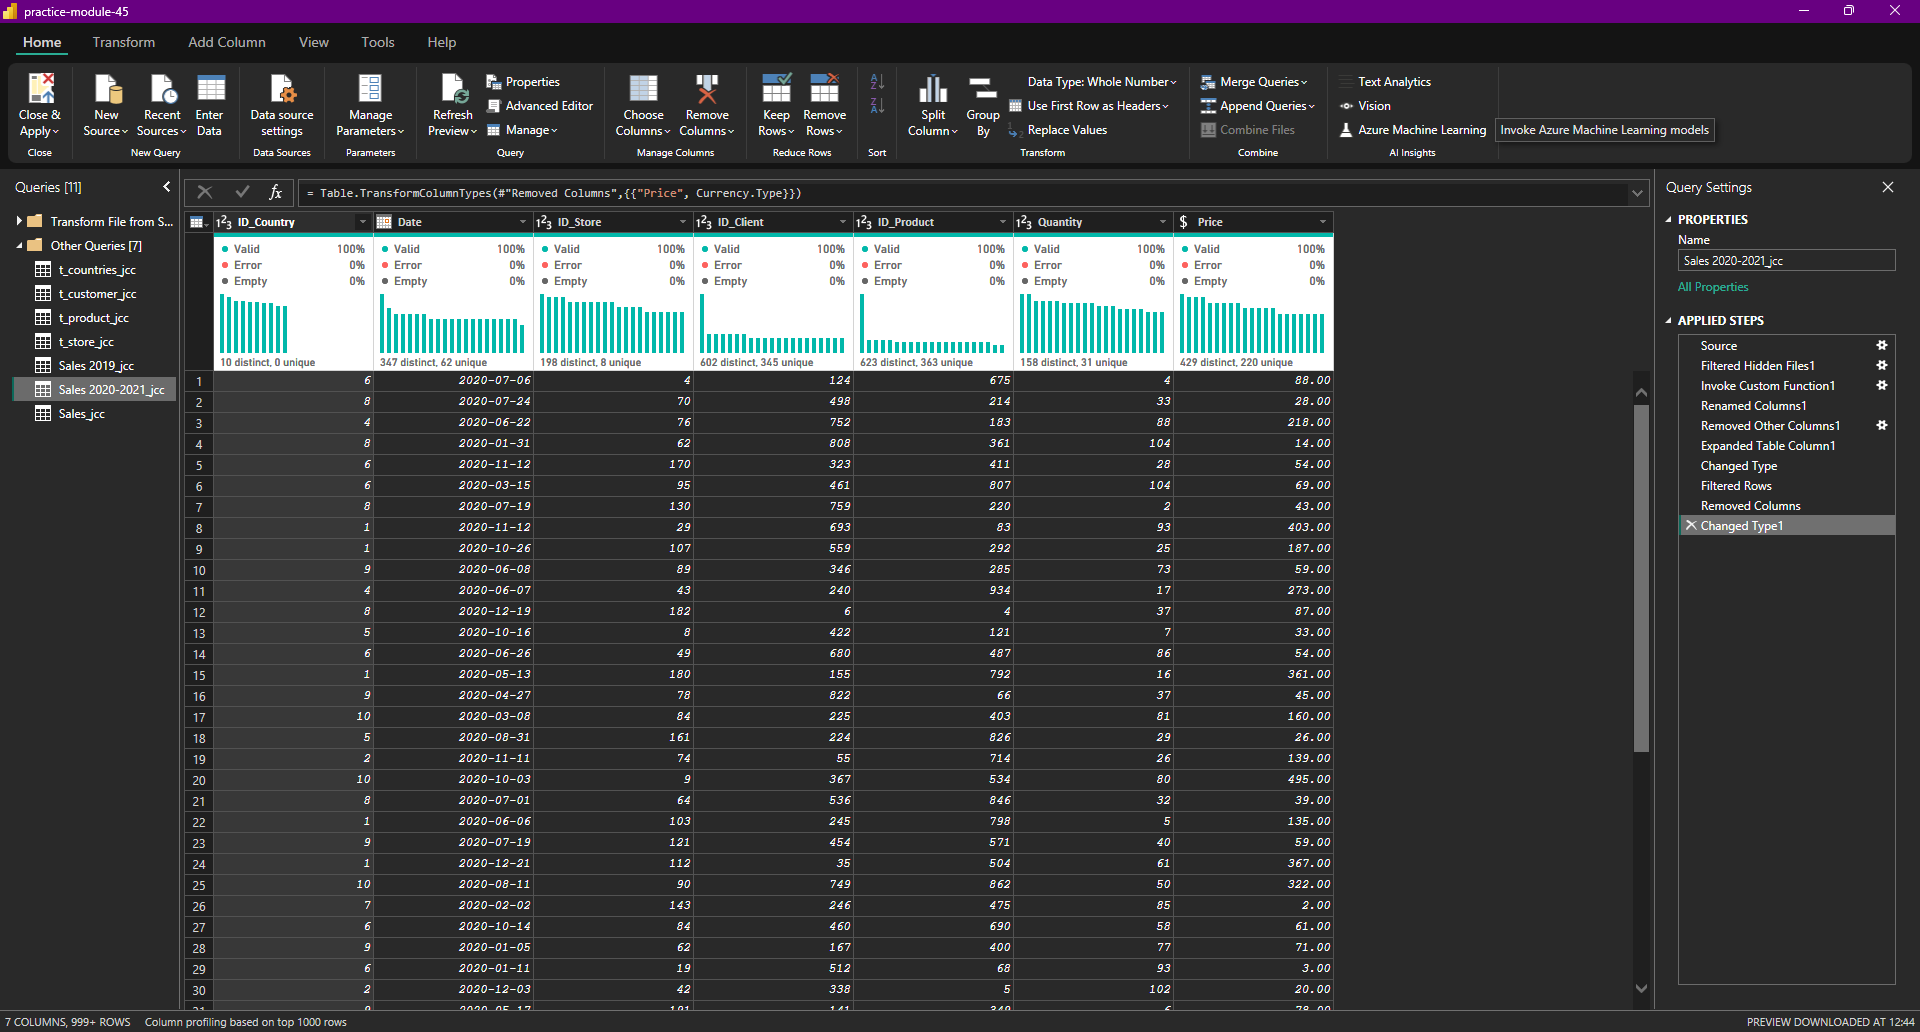 practice-module-45
Home Transform Add Column View Tools Help
Close & Apply
Close
New Source
Recent Sources
Enter Data
New Query
Data source settings
Data Sources
Manage Parameters
Parameters
Refresh Preview
Properties
Advanced Editor
Manage
Query
Choose Columns
Remove Columns
Manage Columns
Keep Rows
Remove Rows
Reduce Rows
Sort
Split Column
Group By
Data Type: Whole Number
Use First Row as Headers
Replace Values
Transform
Merge Queries
Append Queries
Combine Files
Combine
Text Analytics
Vision
Azure Machine Learning
AI Insights
Invoke Azure Machine Learning models
Queries [11]
Transform File from S...
Other Queries [7]
t_countries_jcc
t_customer_jcc
t_product_jcc
t_store_jcc
Sales 2019_jcc
Sales 2020-2021_jcc
Sales_jcc
fx = Table.TransformColumnTypes(#"Removed Columns",{{"Price", Currency.Type}})
ID_Country Date ID_Store ID_Client ID_Product Quantity $ Price
Valid 100% Valid 100% Valid 100% Valid 100% Valid 100% Valid 100% Valid 100%
Error 0% Error 0% Error 0% Error 0% Error 0% Error 0% Error 0%
Empty 0% Empty 0% Empty 0% Empty 0% Empty 0% Empty 0% Empty 0%
10 distinct, 0 unique 347 distinct, 62 unique 198 distinct, 8 unique 602 distinct, 345 unique 623 distinct, 363 unique 158 distinct, 31 unique 429 distinct, 220 unique
1 6 2020-07-06 4 124 675 4 88.00
2 8 2020-07-24 70 498 214 33 28.00
3 4 2020-06-22 76 752 183 88 218.00
4 8 2020-01-31 62 808 361 104 14.00
5 6 2020-11-12 170 323 411 28 54.00
6 6 2020-03-15 95 461 807 104 69.00
7 8 2020-07-19 130 759 220 2 43.00
8 1 2020-11-12 29 693 83 93 403.00
9 1 2020-10-26 107 559 292 25 187.00
10 9 2020-06-08 89 346 285 73 59.00
11 4 2020-06-07 43 240 934 17 273.00
12 8 2020-12-19 182 6 4 37 87.00
13 5 2020-10-16 8 422 121 7 33.00
14 6 2020-06-26 49 680 487 86 54.00
15 1 2020-05-13 180 155 792 16 361.00
16 9 2020-04-27 78 822 66 37 45.00
17 10 2020-03-08 84 225 403 81 160.00
18 5 2020-08-31 161 224 826 29 26.00
19 2 2020-11-11 74 55 714 26 139.00
20 10 2020-10-03 9 367 534 80 495.00
21 8 2020-07-01 64 536 846 32 39.00
22 1 2020-06-06 103 245 798 5 135.00
23 9 2020-07-19 121 454 571 40 59.00
24 1 2020-12-21 112 35 504 61 367.00
25 10 2020-08-11 90 749 862 50 322.00
26 7 2020-02-02 143 246 475 85 2.00
27 6 2020-10-14 84 460 690 58 61.00
28 9 2020-01-05 62 167 400 77 71.00
29 6 2020-01-11 19 512 68 93 3.00
30 2 2020-12-03 42 338 5 102 20.00
Query Settings
PROPERTIES
Name
Sales 2020-2021_jcc
All Properties
APPLIED STEPS
Source
Filtered Hidden Files1
Invoke Custom Function1
Renamed Columns1
Removed Other Columns1
Expanded Table Column1
Changed Type
Filtered Rows
Removed Columns
Changed Type1
7 COLUMNS, 999+ ROWS Column profiling based on top 1000 rows
PREVIEW DOWNLOADED AT 12:44